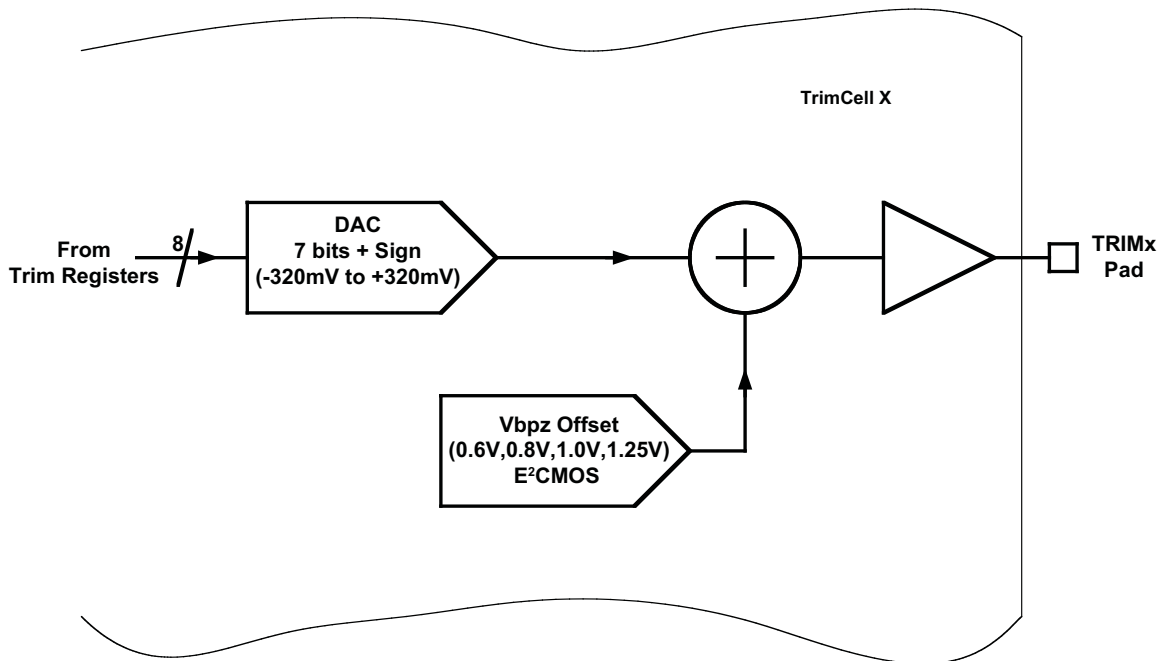 TrimCell X
DAC
7 bits + Sign
(-320mV to +320mV)
8
From
Trim Registers
TRIMx
Pad
Vbpz Offset
(0.6V,0.8V,1.0V,1.25V)
E²CMOS